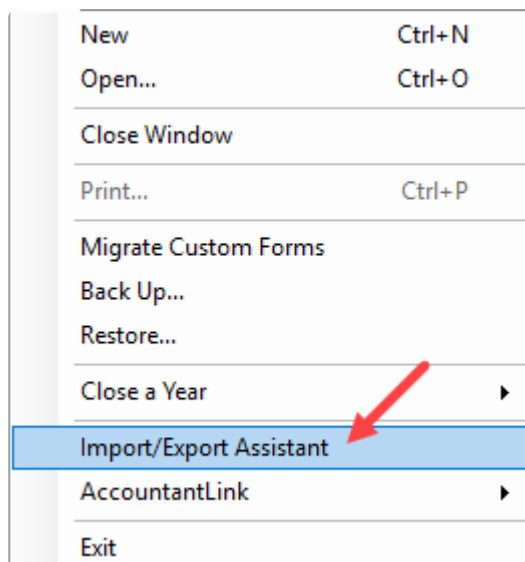 New Ctrl+N
Open... Ctrl+O
Close Window
Print... Ctrl+P
Migrate Custom Forms
Back Up...
Restore...
Close a Year
Import/Export Assistant
AccountantLink
Exit